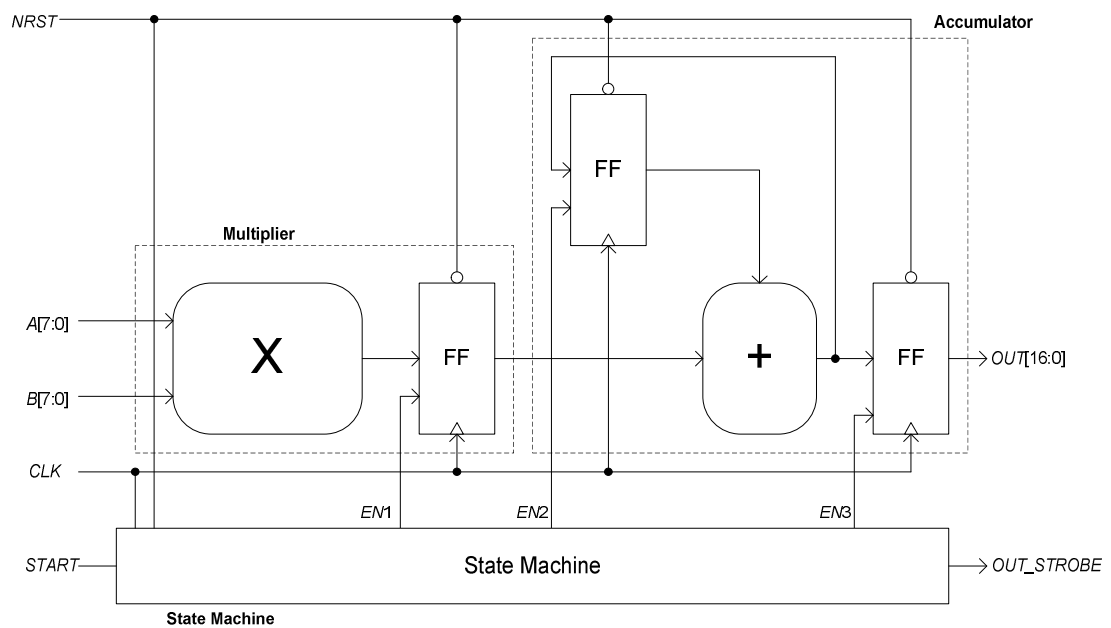 NRST
Accumulator
FF
Multiplier
A[7:0]
B[7:0]
X
FF
+
FF
OUT[16:0]
CLK
EN1
EN2
EN3
START
State Machine
OUT_STROBE
State Machine